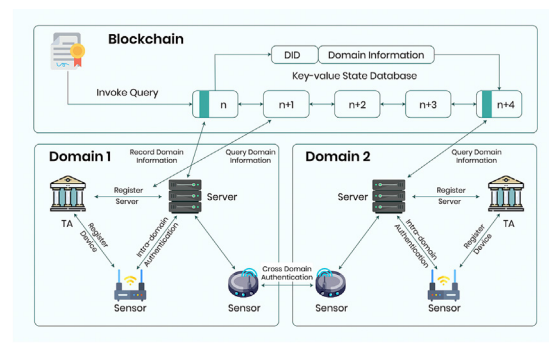 Blockchain
DID
Domain Information
Key-value State Database
Invoke Query
n
n+1
n+2
n+3
n+4
Domain 1
Record Domain
Information
Query Domain
Information
Register
Server
TA
Server
Register
Device
Intra-domain
Authentication
Sensor
Sensor
Cross Domain
Authentication
Domain 2
Query Domain
Information
Server
Register
Server
TA
Intra-domain
Authentication
Register
Device
Sensor
Sensor